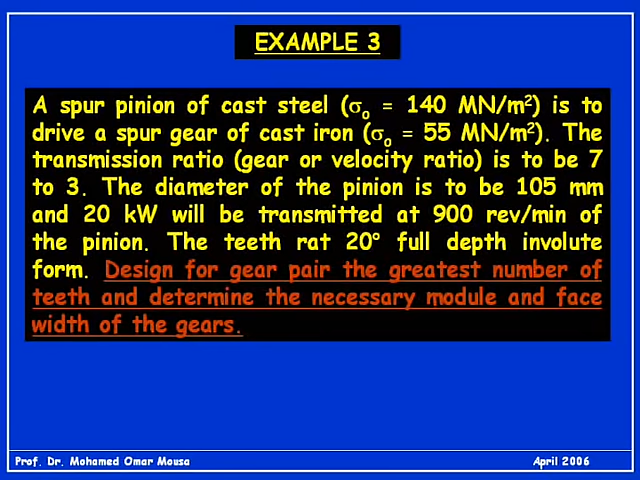 EXAMPLE 3
A spur pinion of cast steel (σo = 140 MN/m²) is to
drive a spur gear of cast iron (σo = 55 MN/m²). The
transmission ratio (gear or velocity ratio) is to be 7
to 3. The diameter of the pinion is to be 105 mm
and 20 kW will be transmitted at 900 rev/min of
the pinion. The teeth rat 20° full depth involute
form. Design for gear pair the greatest number of
teeth and determine the necessary module and face
width of the gears.
Prof. Dr. Mohamed Omar Mousa
April 2006